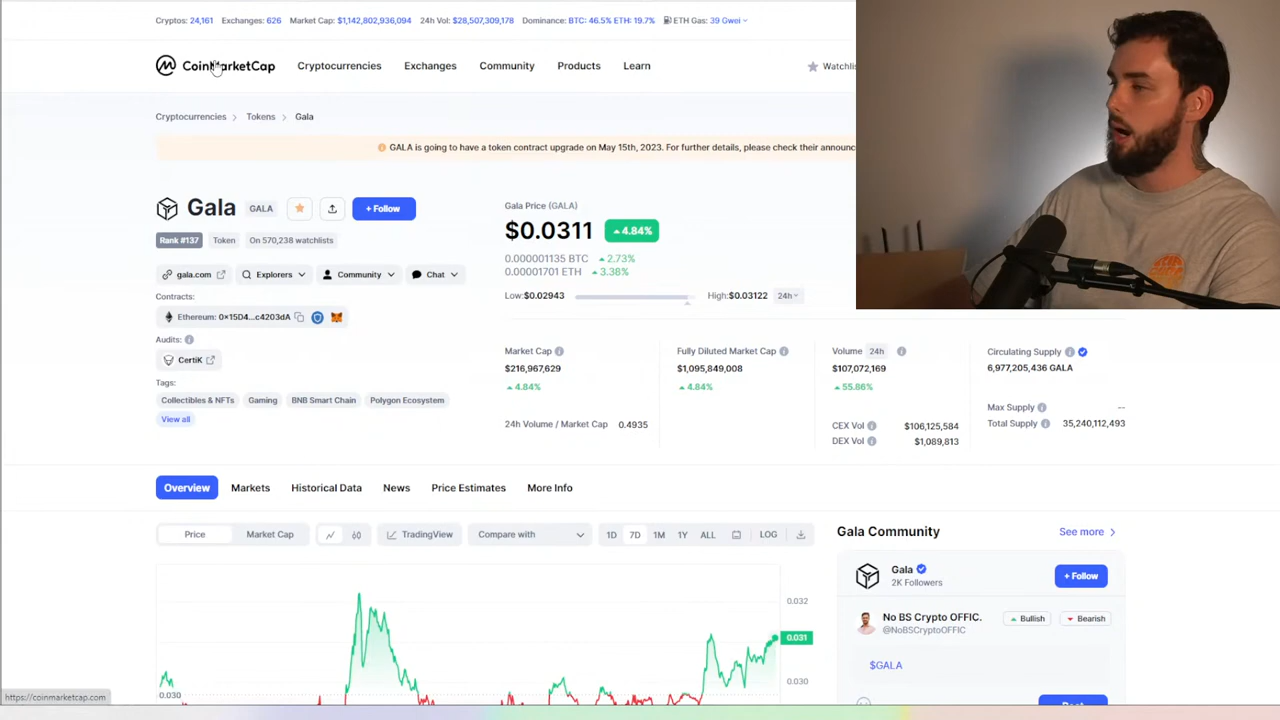 Cryptos: 24,161 Exchanges: 626 Market Cap: $1,142,802,936,094 24h Vol: $28,507,309,178 Dominance: BTC: 46.5% ETH: 19.7% ETH Gas: 39 Gwei
CoinMarketCap Cryptocurrencies Exchanges Community Products Learn Watchlis
Cryptocurrencies > Tokens > Gala
GALA is going to have a token contract upgrade on May 15th, 2023. For further details, please check their announc
Gala GALA + Follow
Rank #137 Token On 570,238 watchlists
gala.com Explorers Community Chat
Contracts:
Ethereum: 0x15D4...c4203dA
Audits:
CertiK
Tags:
Collectibles & NFTs Gaming BNB Smart Chain Polygon Ecosystem
View all
Gala Price (GALA)
$0.0311 4.84%
0.000001135 BTC 2.73%
0.00001701 ETH 3.38%
Low:$0.02943 High:$0.03122 24h
Market Cap
$216,967,629
4.84%
24h Volume / Market Cap 0.4935
Fully Diluted Market Cap
$1,095,849,008
4.84%
Volume 24h
$107,072,169
55.86%
CEX Vol $106,125,584
DEX Vol $1,089,813
Circulating Supply
6,977,205,436 GALA
Max Supply --
Total Supply 35,240,112,493
Overview Markets Historical Data News Price Estimates More Info
Price Market Cap TradingView Compare with 1D 7D 1M 1Y ALL LOG
0.032
0.031
0.030
0.030
Gala Community See more >
Gala + Follow
2K Followers
No BS Crypto OFFIC. Bullish Bearish
@NoBSCryptoOFFIC
$GALA
Post
https://coinmarketcap.com